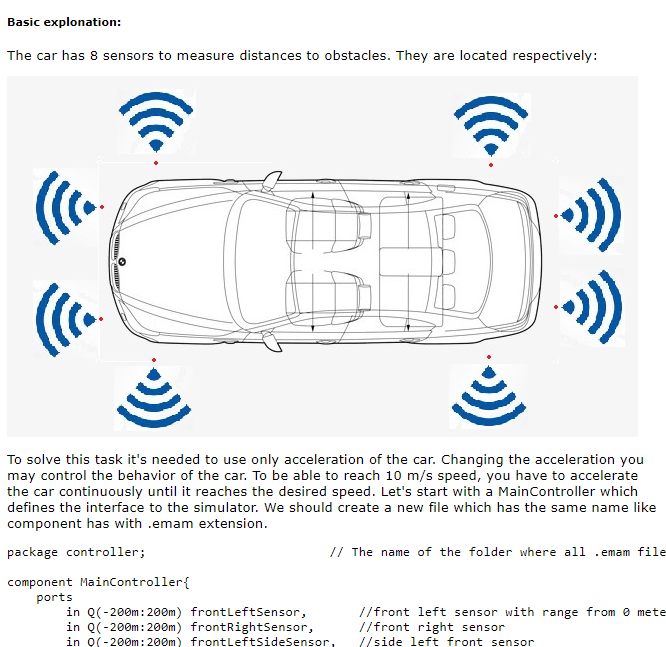 Basic explonation:
The car has 8 sensors to measure distances to obstacles. They are located respectively:
To solve this task it's needed to use only acceleration of the car. Changing the acceleration you
may control the behavior of the car. To be able to reach 10 m/s speed, you have to accelerate
the car continuously until it reaches the desired speed. Let's start with a MainController which
defines the interface to the simulator. We should create a new file which has the same name like
component has with .emam extension.
package controller; // The name of the folder where all .emam file
component MainController{
ports
in Q(-200m:200m) frontLeftSensor, //front left sensor with range from 0 mete
in Q(-200m:200m) frontRightSensor, //front right sensor
in Q(-200m:200m) frontLeftSideSensor, //side left front sensor